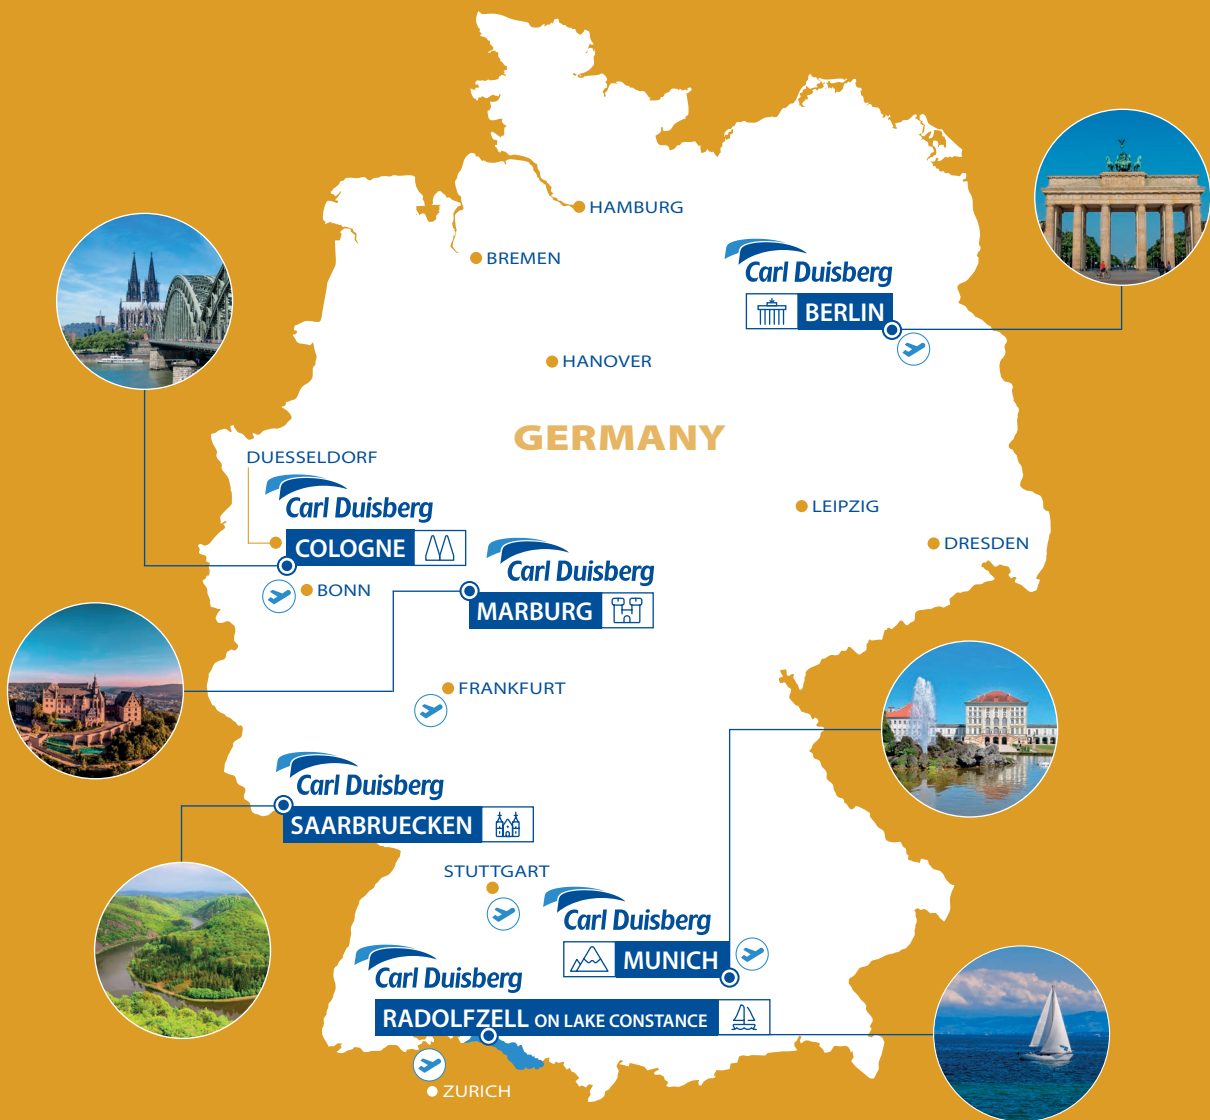 HAMBURG
BREMEN
Carl Duisberg
BERLIN
HANOVER
GERMANY
DUESSELDORF
Carl Duisberg
COLOGNE
LEIPZIG
DRESDEN
Carl Duisberg
MARBURG
BONN
FRANKFURT
Carl Duisberg
SAARBRUECKEN
STUTTGART
Carl Duisberg
MUNICH
Carl Duisberg
RADOLFZELL ON LAKE CONSTANCE
ZURICH